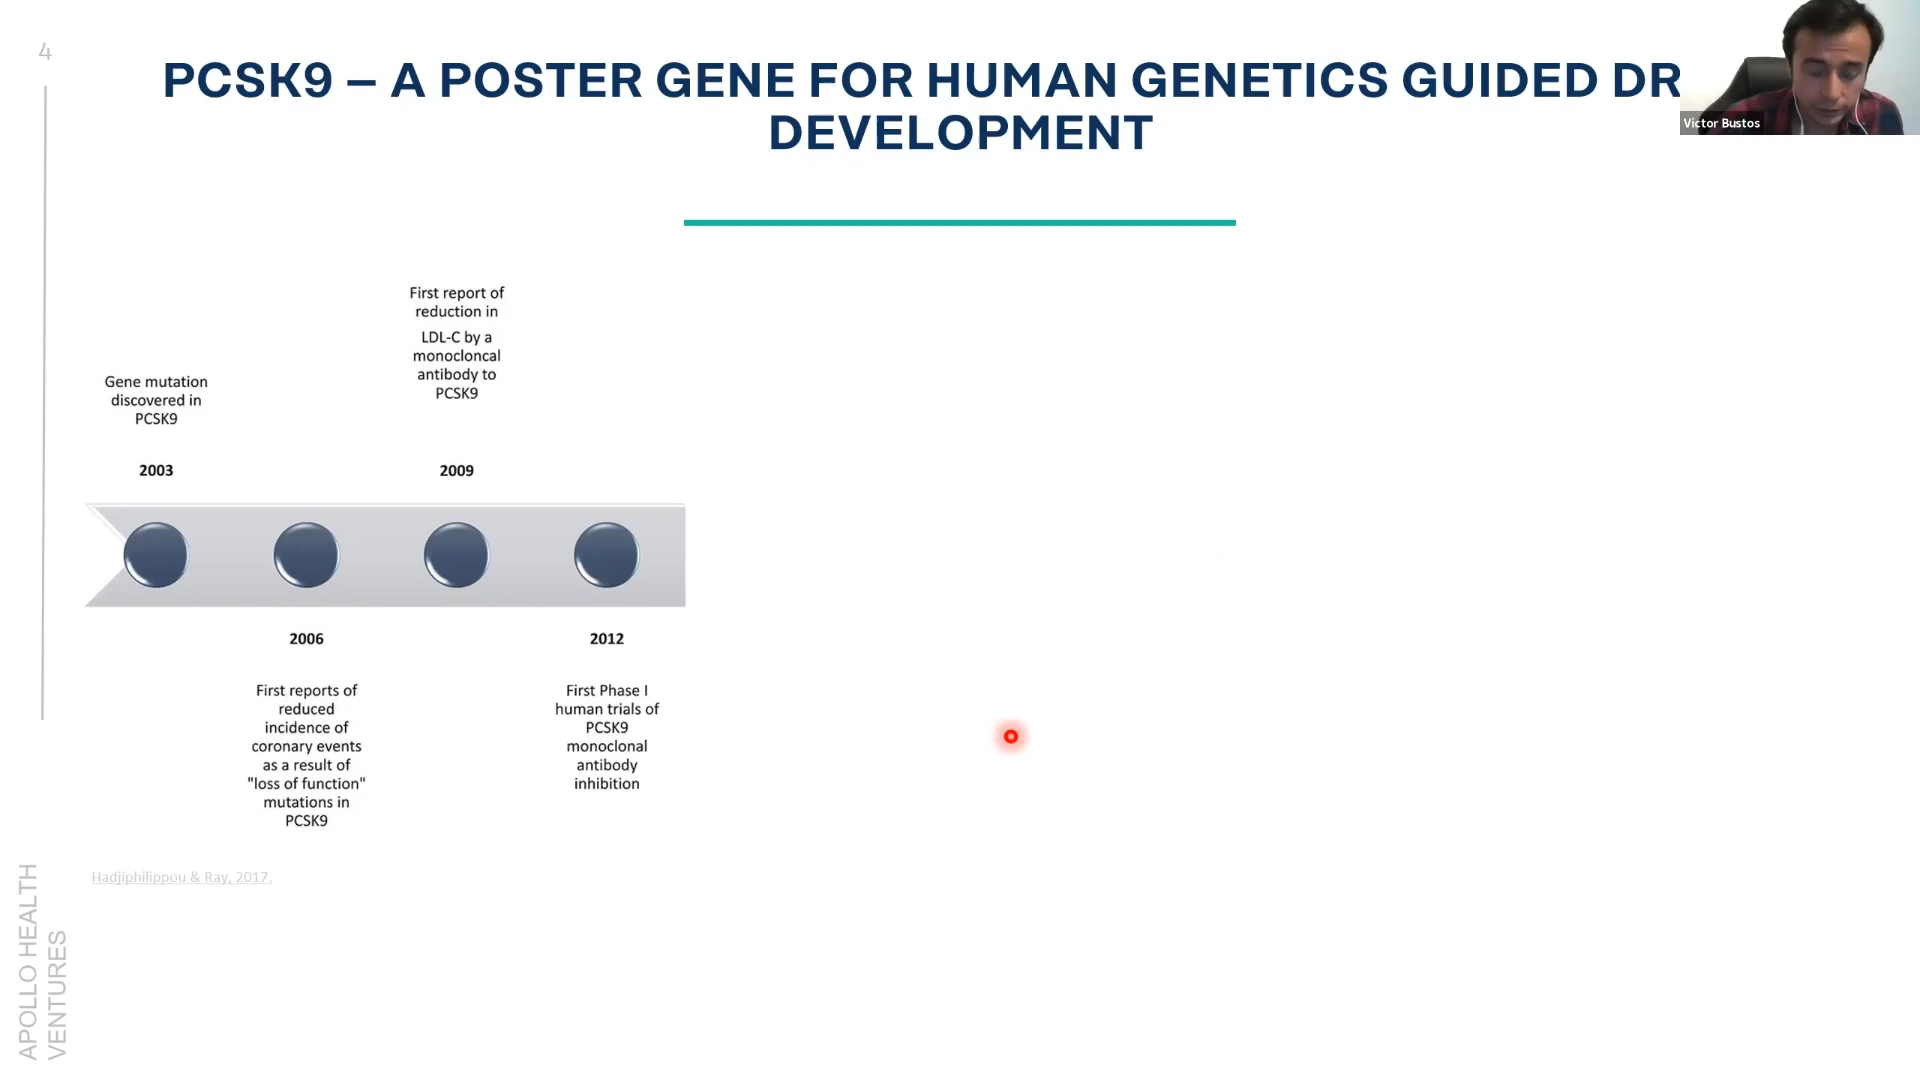 4
PCSK9 – A POSTER GENE FOR HUMAN GENETICS GUIDED DR
DEVELOPMENT
Victor Bustos
First report of
reduction in
LDL-C by a
monocloncal
antibody to
PCSK9
Gene mutation
discovered in
PCSK9
2003
2009
2006
2012
First reports of
reduced
incidence of
coronary events
as a result of
"loss of function"
mutations in
PCSK9
First Phase I
human trials of
PCSK9
monoclonal
antibody
inhibition
Hadjiphilippou & Ray, 2017.
APOLLO HEALTH
VENTURES